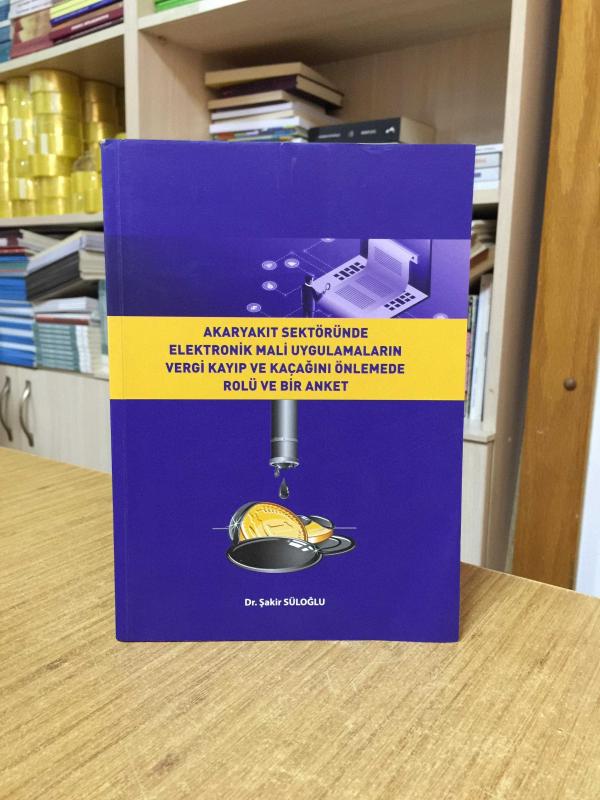 AKARYAKIT SEKTÖRÜNDE
ELEKTRONİK MALİ UYGULAMALARIN
VERGİ KAYIP VE KAÇAĞINI ÖNLEMEDE
ROLÜ VE BİR ANKET
Dr. Şakir SÜLOĞLU